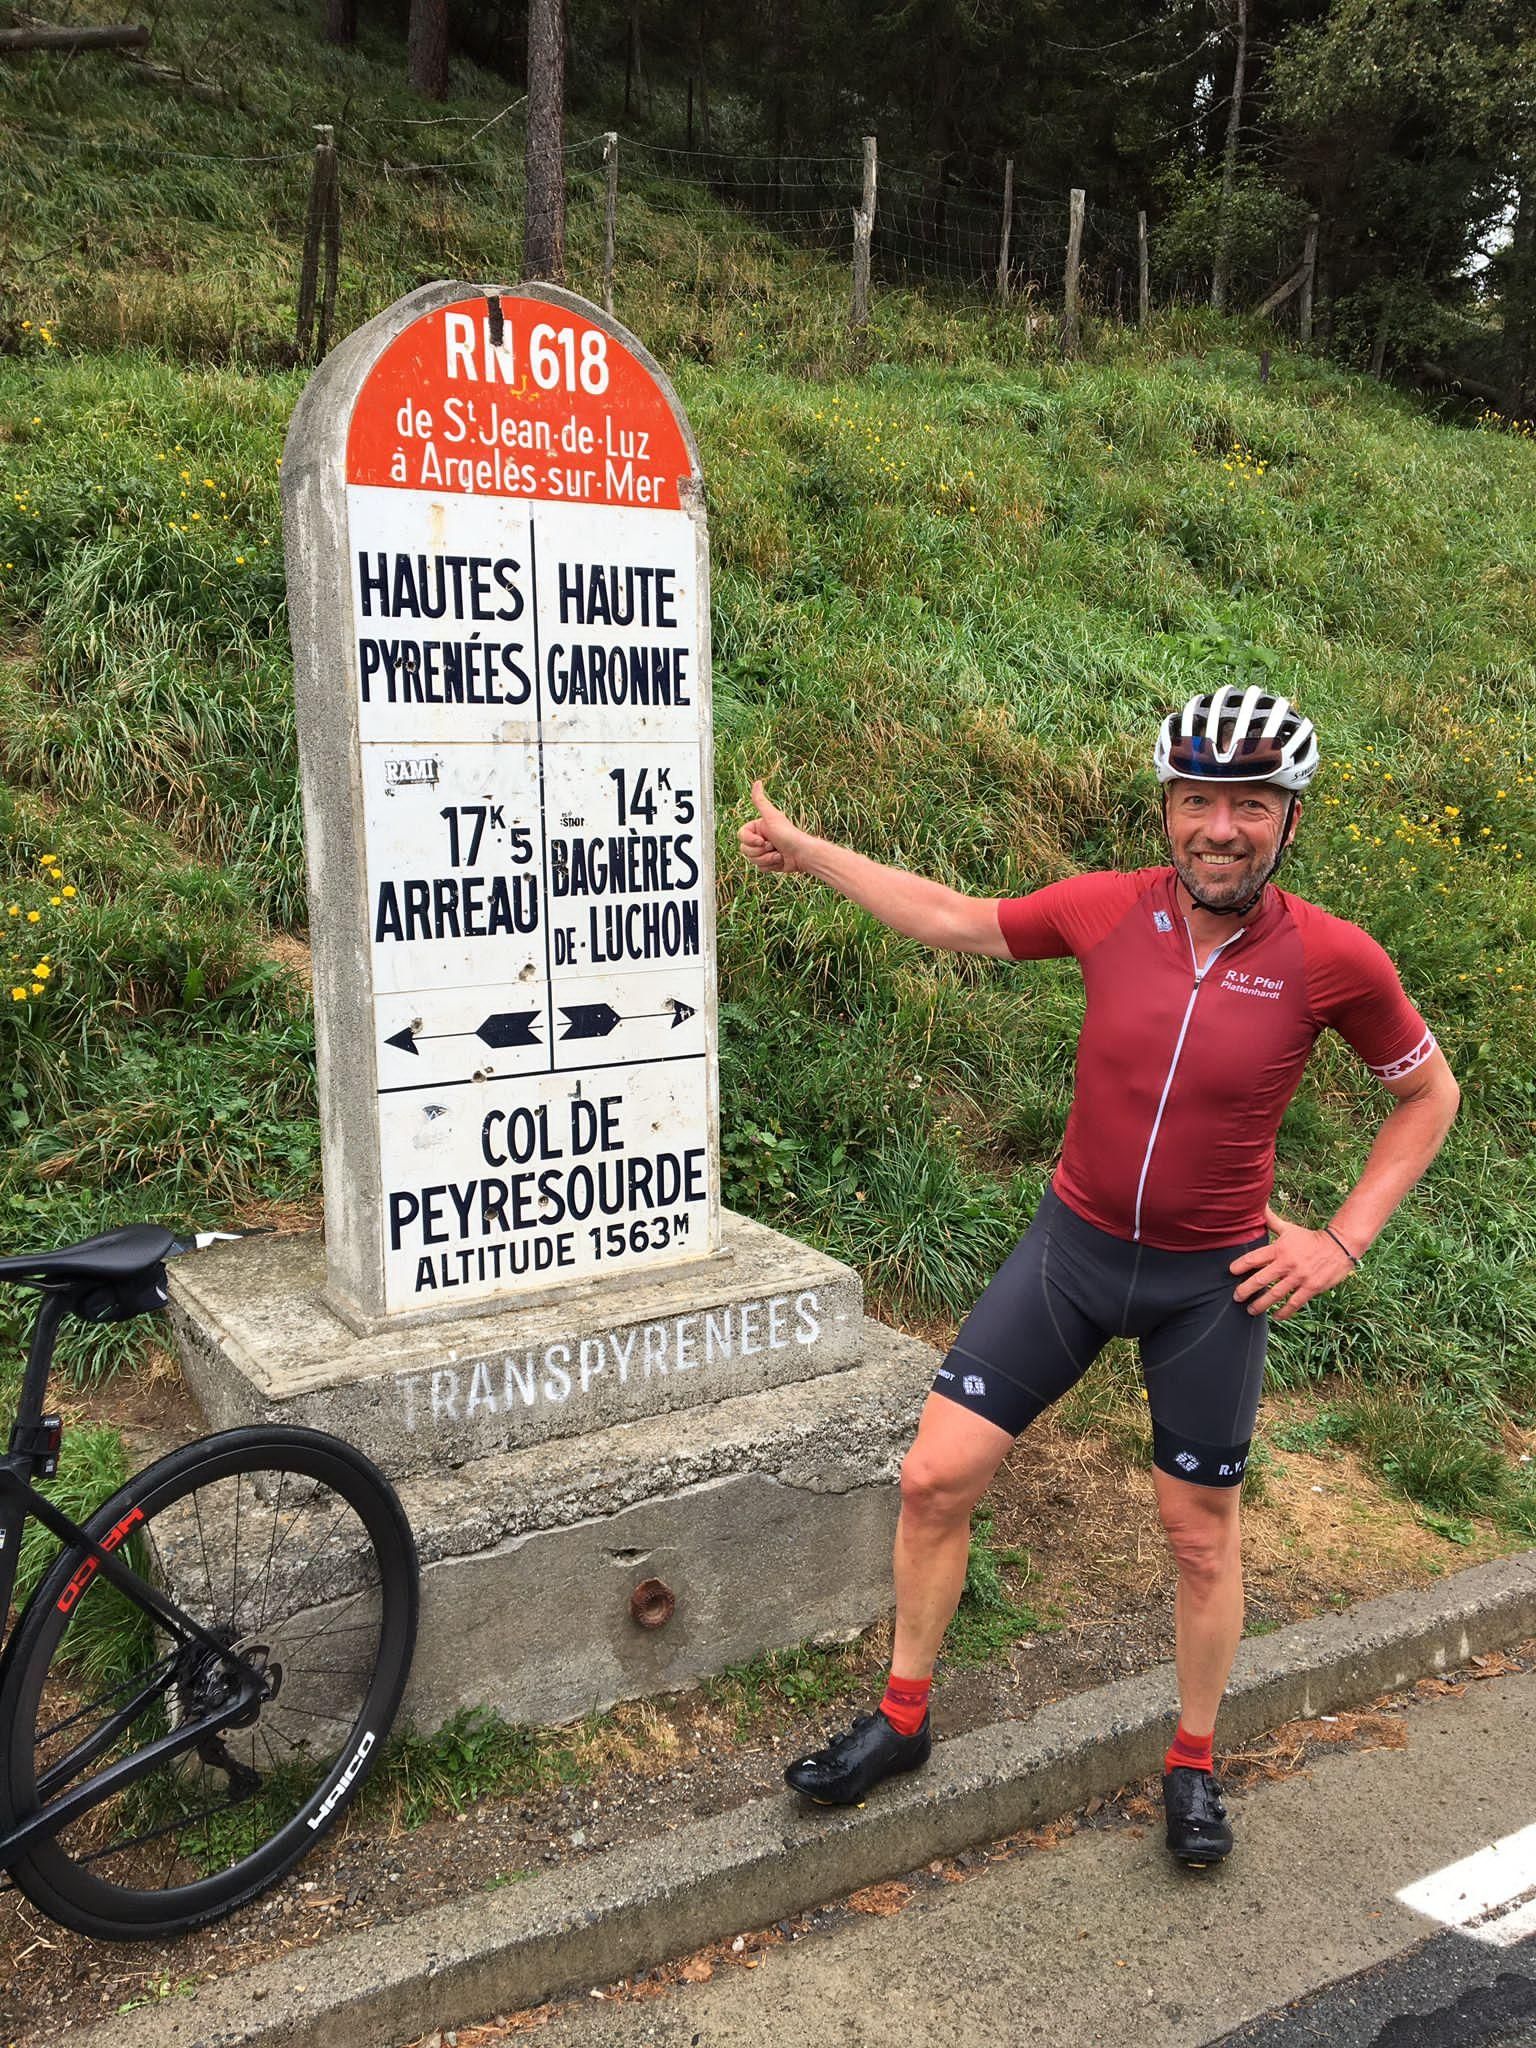 RN 618
de St. Jean-de-Luz
à Argelès-sur-Mer
HAUTES
PYRENÉES
HAUTE
GARONNE
RAMI
17K5
ARREAU
14K5
BAGNÈRES
DE-LUCHON
COL DE
PEYRESOURDE
ALTITUDE 1563M
TRANSPYRENEES
R.V. Pfeil
Plattenhardt
R.V.
HAICO